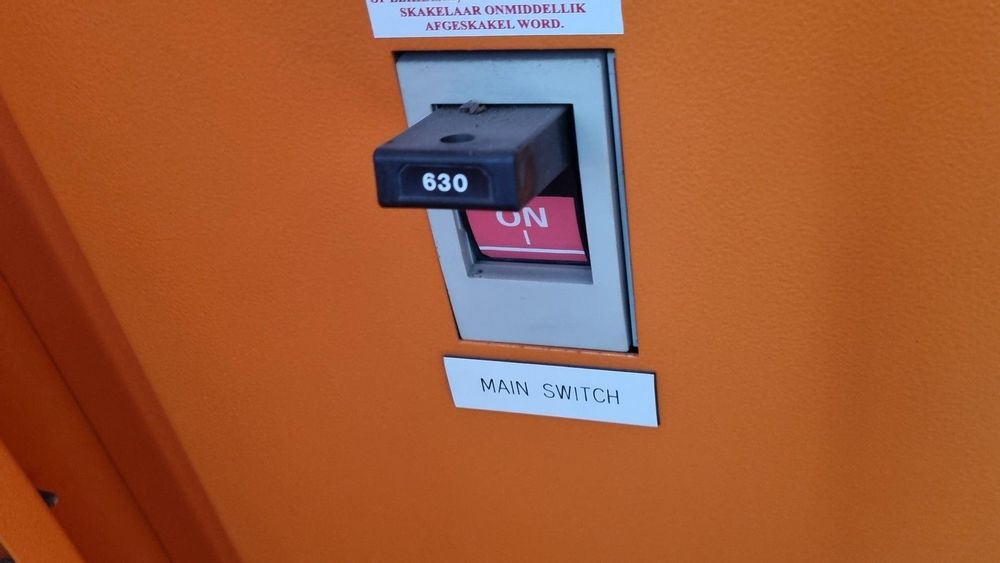 SKAKELAAR ONMIDDELLIK
AFGESKAKEL WORD.
630
ON
I
MAIN SWITCH